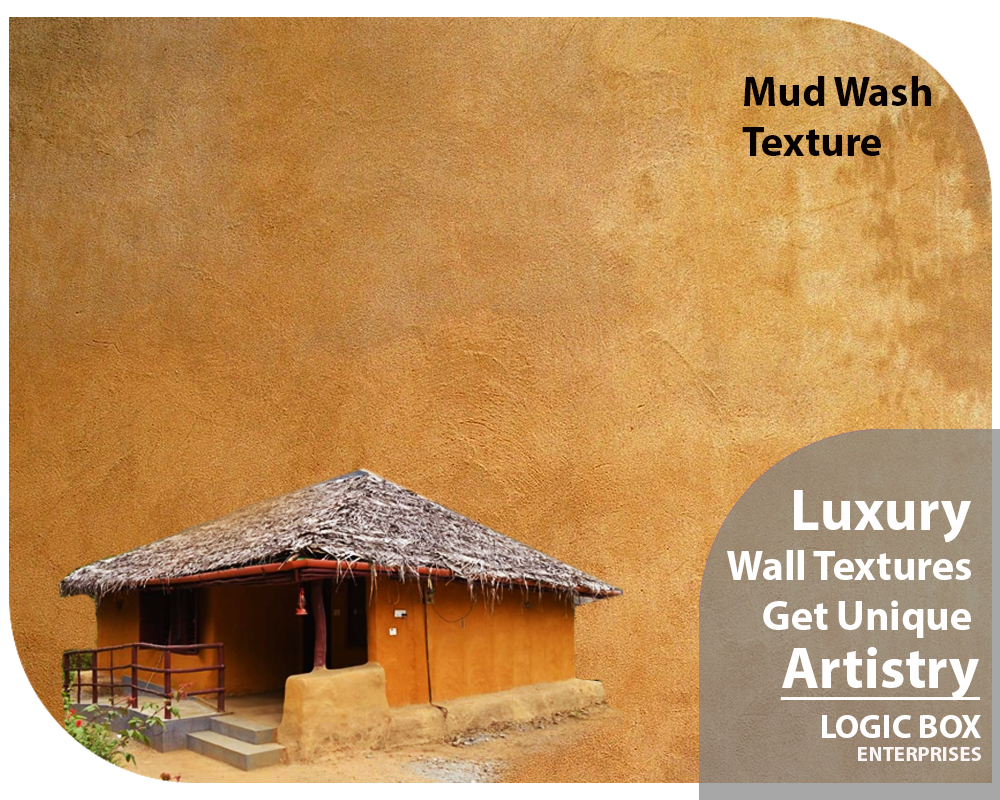 Mud Wash
Texture
Luxury
Wall Textures
Get Unique
Artistry
LOGIC BOX
ENTERPRISES